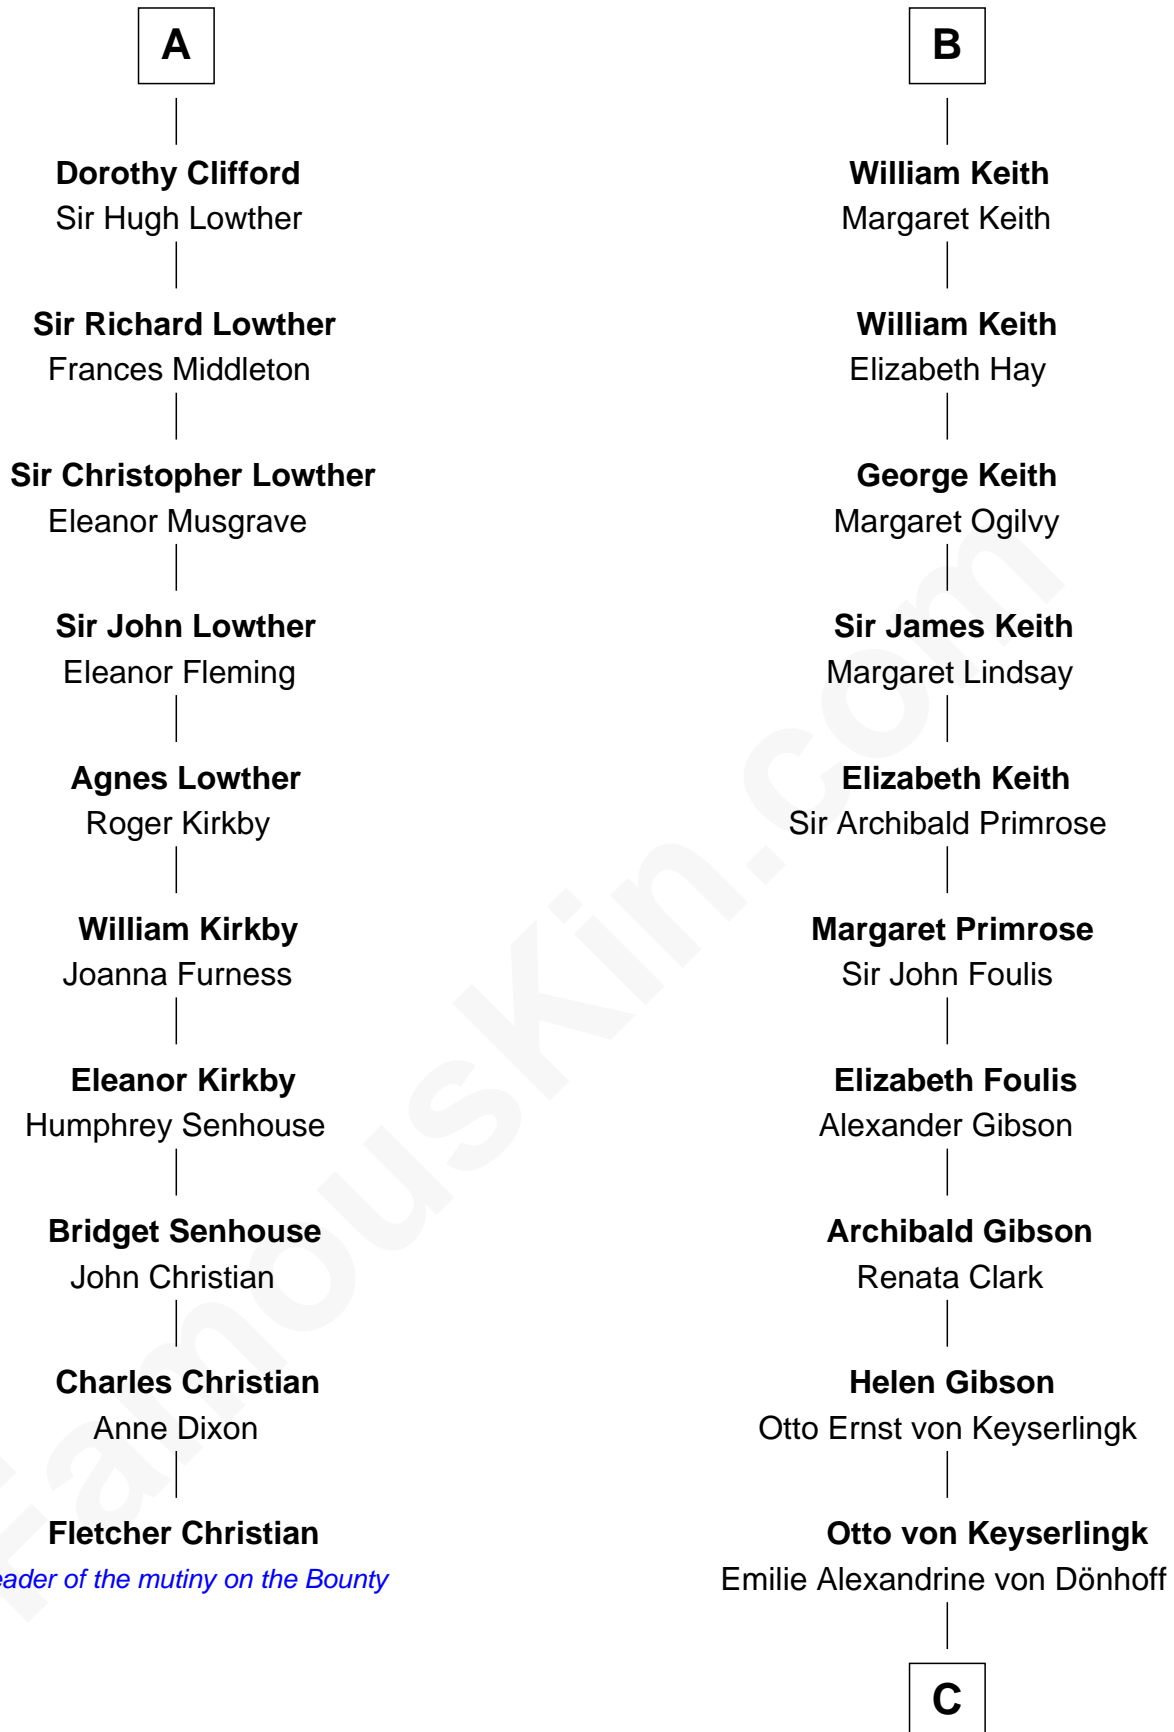 A
Dorothy Clifford
Sir Hugh Lowther
Sir Richard Lowther
Frances Middleton
Sir Christopher Lowther
Eleanor Musgrave
Sir John Lowther
Eleanor Fleming
Agnes Lowther
Roger Kirkby
William Kirkby
Joanna Furness
Eleanor Kirkby
Humphrey Senhouse
Bridget Senhouse
John Christian
Charles Christian
Anne Dixon
Fletcher Christian
eader of the mutiny on the Bounty
B
William Keith
Margaret Keith
William Keith
Elizabeth Hay
George Keith
Margaret Ogilvy
Sir James Keith
Margaret Lindsay
Elizabeth Keith
Sir Archibald Primrose
Margaret Primrose
Sir John Foulis
Elizabeth Foulis
Alexander Gibson
Archibald Gibson
Renata Clark
Helen Gibson
Otto Ernst von Keyserlingk
Otto von Keyserlingk
Emilie Alexandrine von Dönhoff
C
FamousKin.com